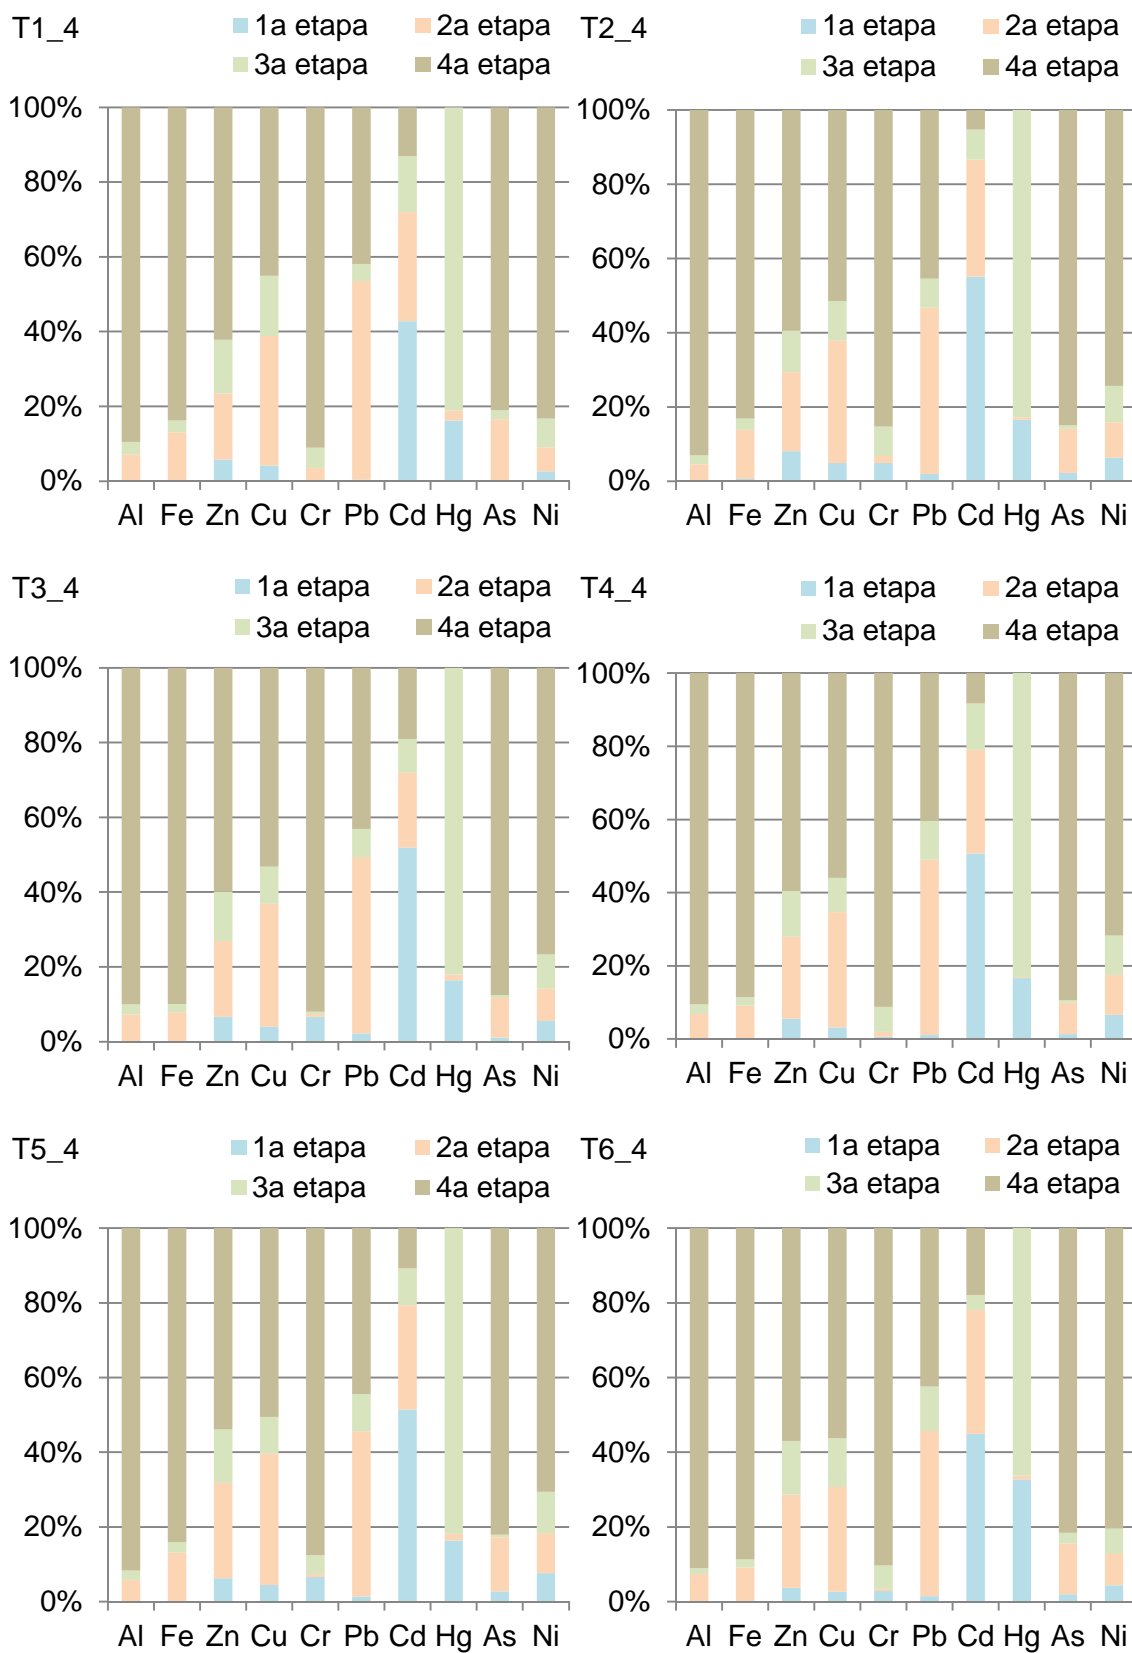 T1_4
1a etapa 2a etapa
3a etapa 4a etapa
100%
80%
60%
40%
20%
0%
Al Fe Zn Cu Cr Pb Cd Hg As Ni
T2_4
1a etapa 2a etapa
3a etapa 4a etapa
100%
80%
60%
40%
20%
0%
Al Fe Zn Cu Cr Pb Cd Hg As Ni
T3_4
1a etapa 2a etapa
3a etapa 4a etapa
100%
80%
60%
40%
20%
0%
Al Fe Zn Cu Cr Pb Cd Hg As Ni
T4_4
1a etapa 2a etapa
3a etapa 4a etapa
100%
80%
60%
40%
20%
0%
Al Fe Zn Cu Cr Pb Cd Hg As Ni
T5_4
1a etapa 2a etapa
3a etapa 4a etapa
100%
80%
60%
40%
20%
0%
Al Fe Zn Cu Cr Pb Cd Hg As Ni
T6_4
1a etapa 2a etapa
3a etapa 4a etapa
100%
80%
60%
40%
20%
0%
Al Fe Zn Cu Cr Pb Cd Hg As Ni